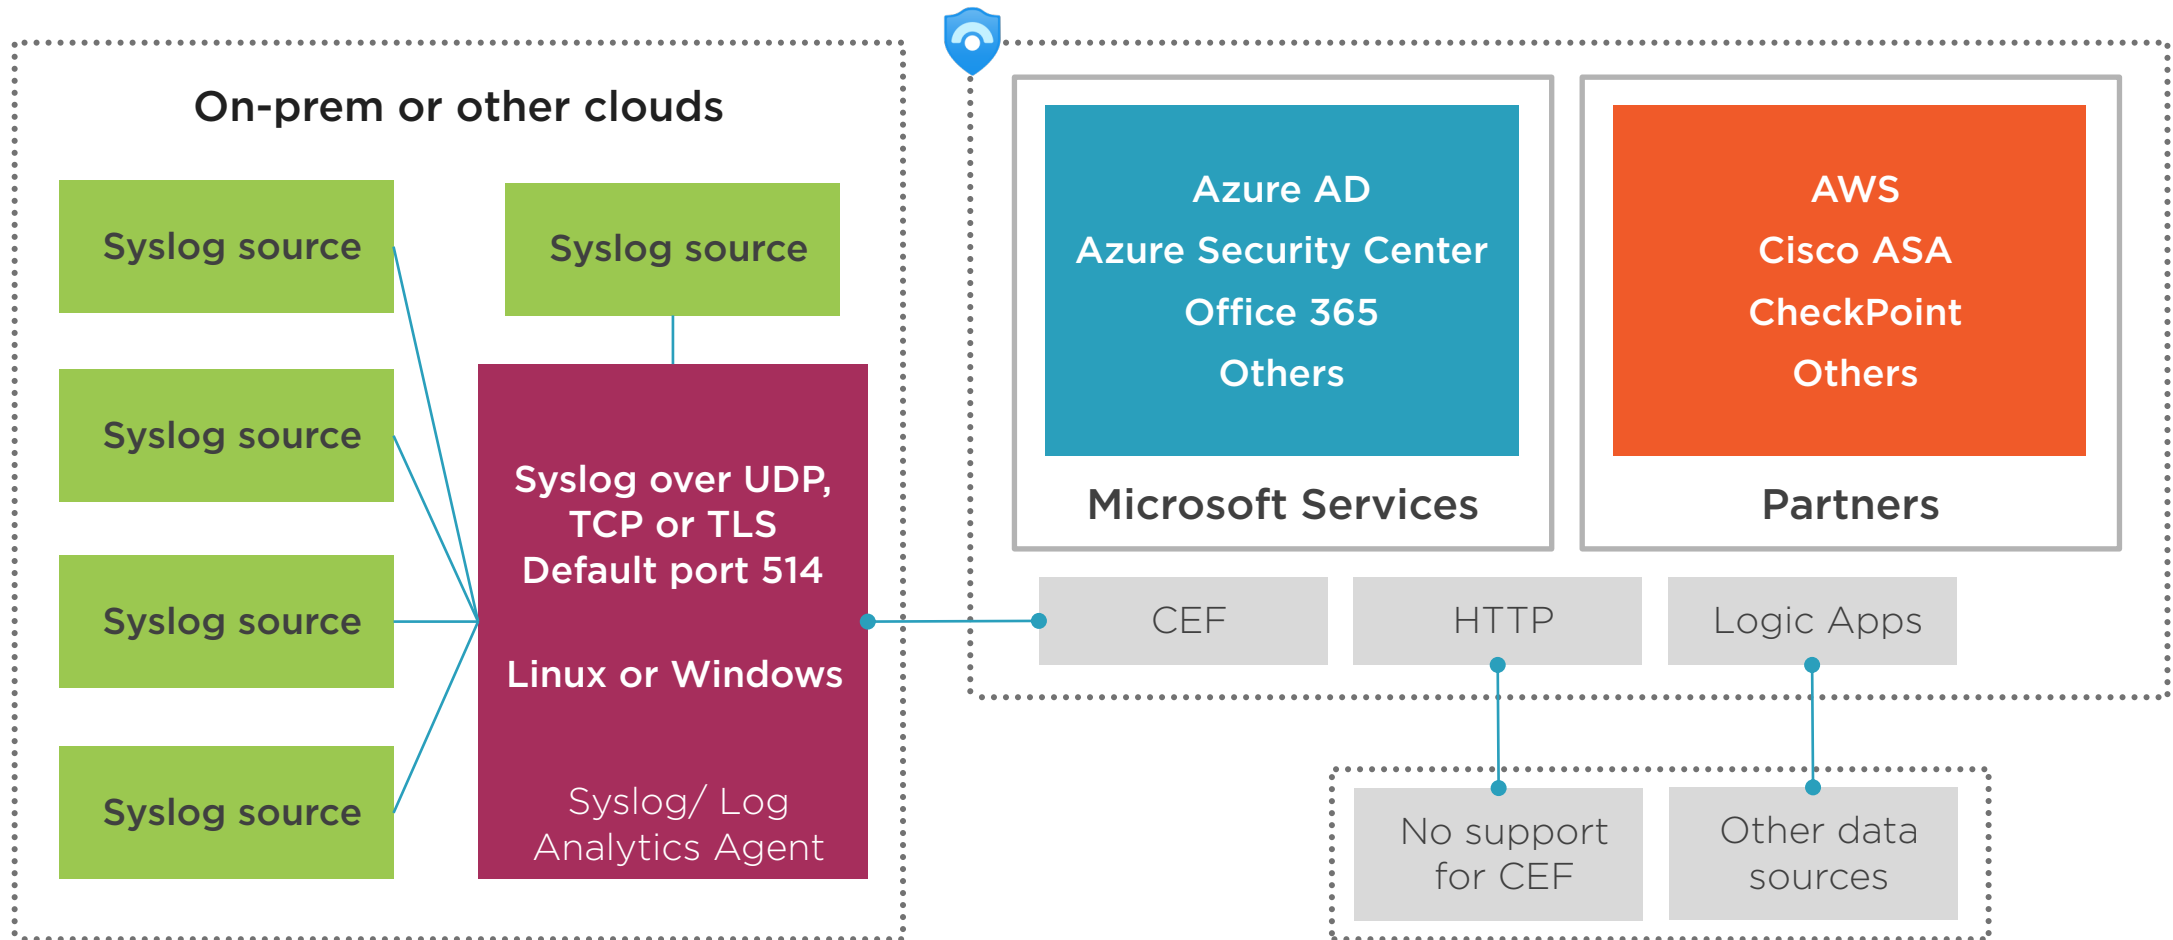 On-prem or other clouds
Syslog source
Syslog source
Syslog source
Syslog source
Syslog source
Syslog over UDP,
TCP or TLS
Default port 514
Linux or Windows
Syslog/ Log
Analytics Agent
Azure AD
Azure Security Center
Office 365
Others
Microsoft Services
AWS
Cisco ASA
CheckPoint
Others
Partners
CEF
HTTP
Logic Apps
No support
for CEF
Other data
sources